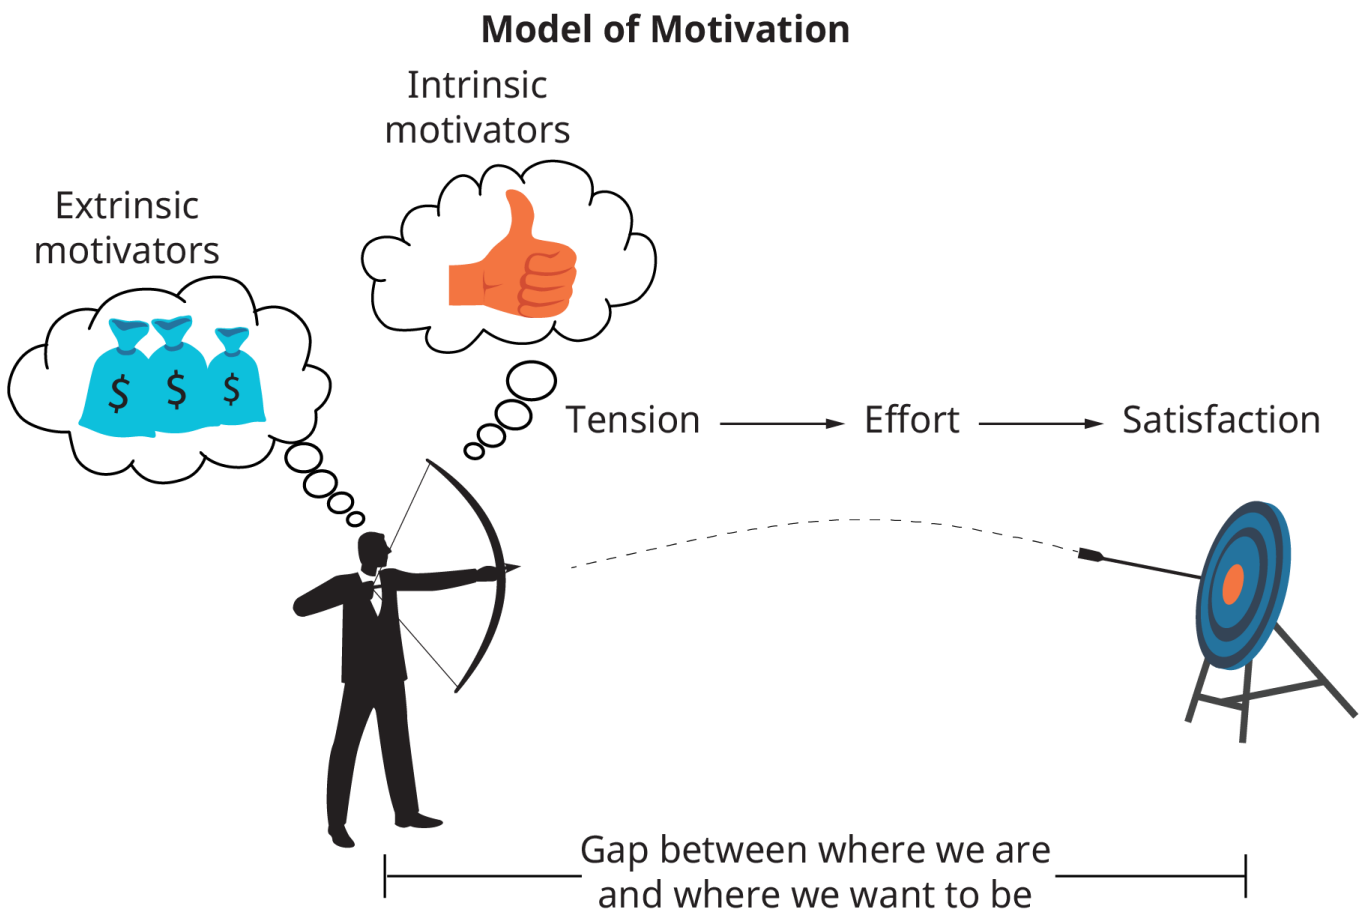 Model of Motivation
Intrinsic
motivators
Extrinsic
motivators
$ $ $
Tension Effort Satisfaction
Gap between where we are
and where we want to be